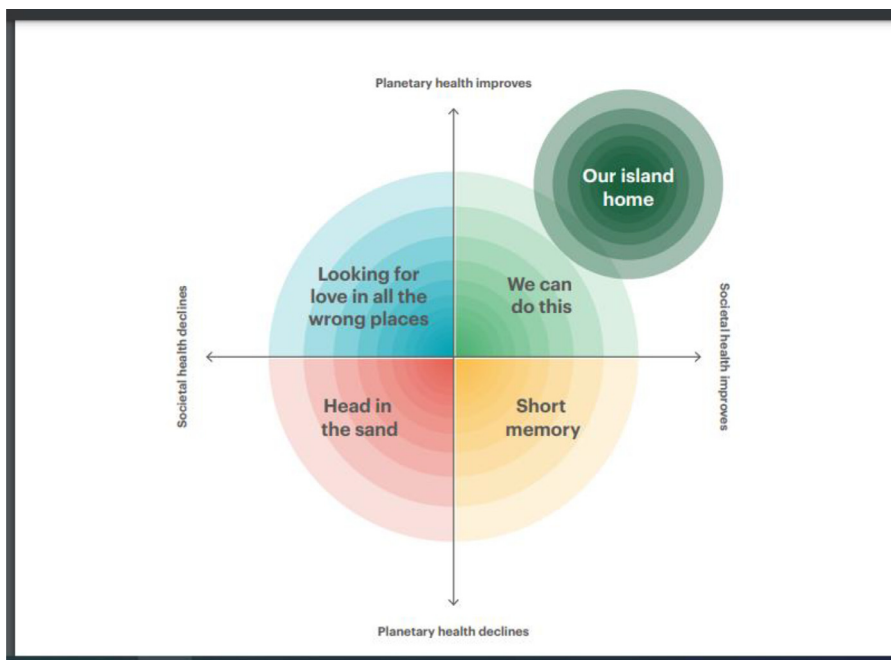 Planetary health improves
Our island
home
Looking for
love in all the
wrong places
We can
do this
Societal health declines
Societal health improves
Head in
the sand
Short
memory
Planetary health declines